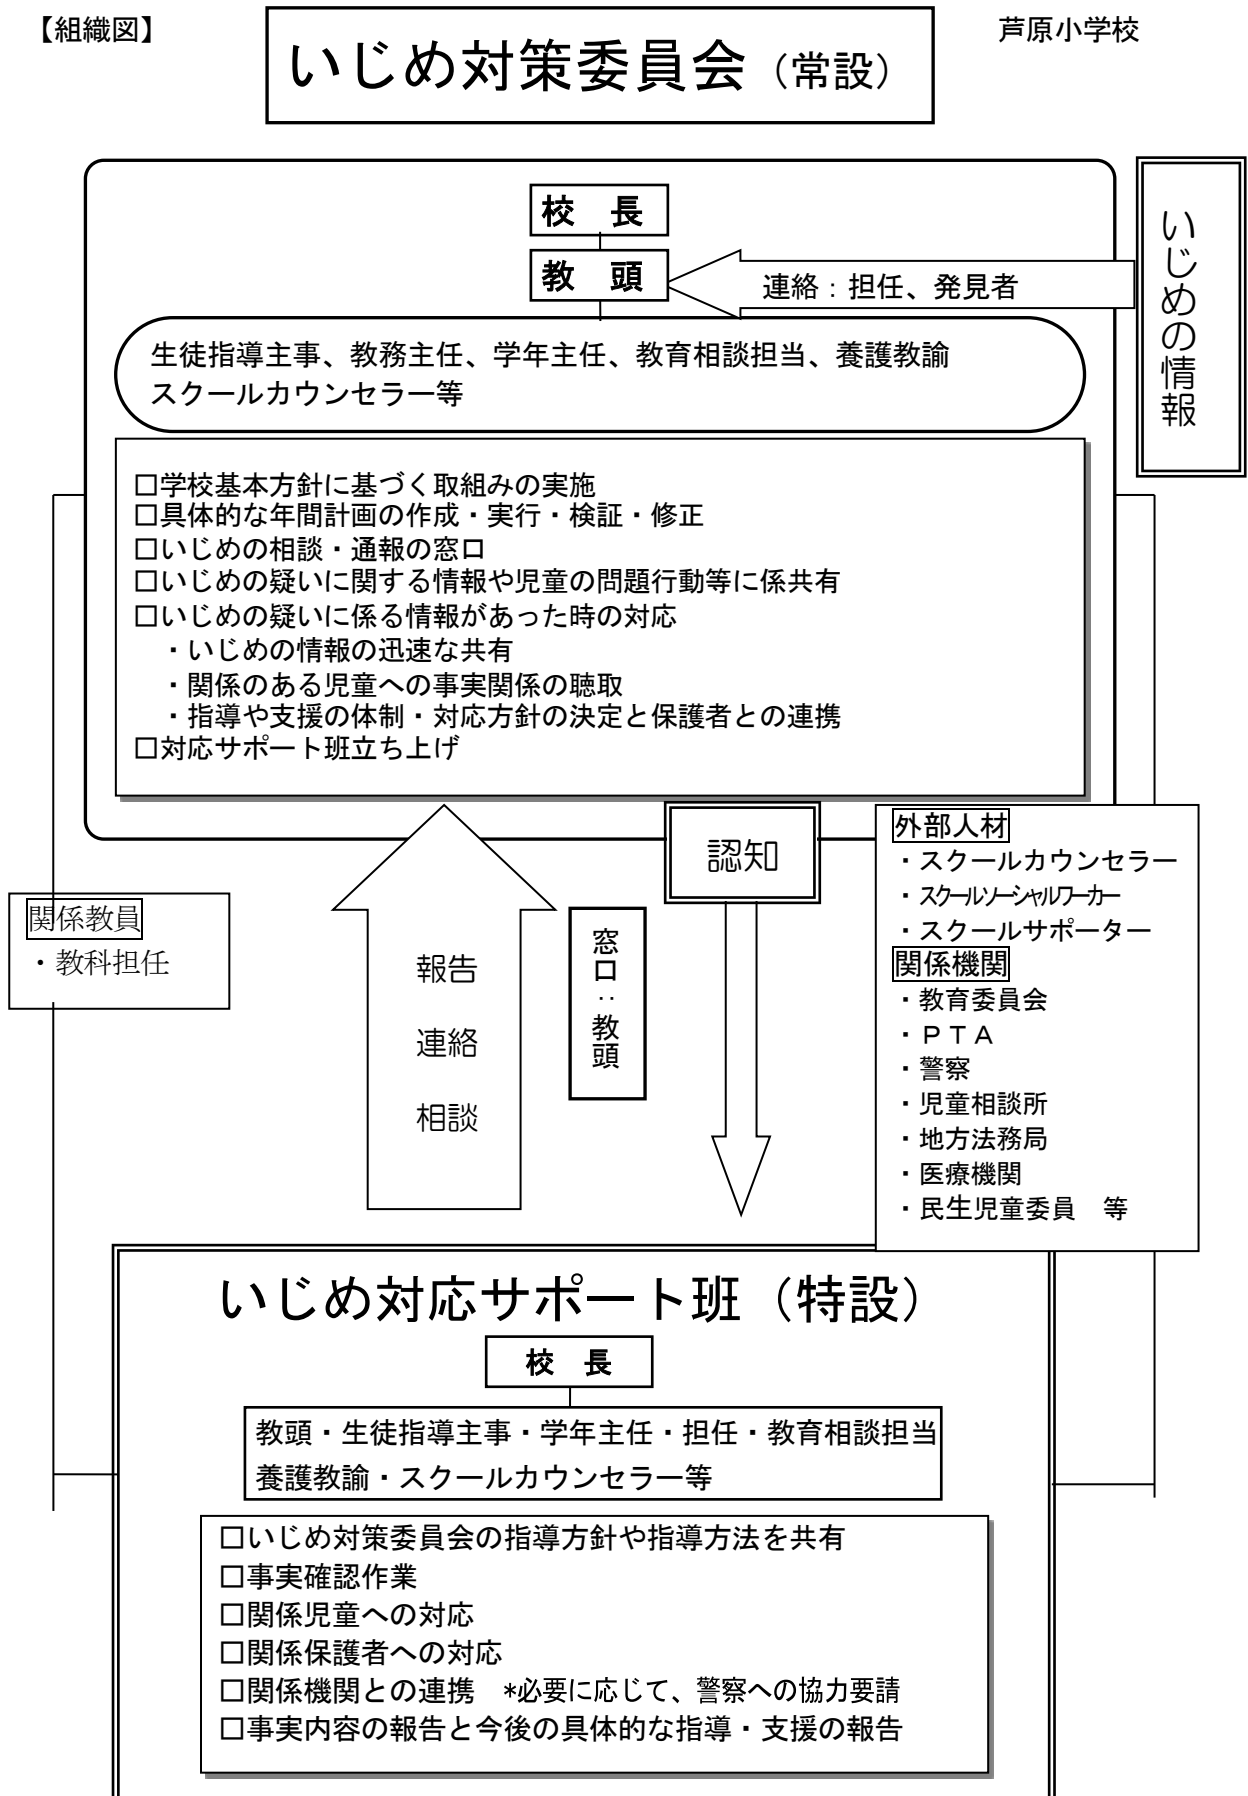 【組織図】
芦原小学校
いじめ対策委員会（常設）
校　長
教　頭
連絡：担任、発見者
いじめの情報
生徒指導主事、教務主任、学年主任、教育相談担当、養護教諭
スクールカウンセラー等
□学校基本方針に基づく取組みの実施
□具体的な年間計画の作成・実行・検証・修正
□いじめの相談・通報の窓口
□いじめの疑いに関する情報や児童の問題行動等に係共有
□いじめの疑いに係る情報があった時の対応
・いじめの情報の迅速な共有
・関係のある児童への事実関係の聴取
・指導や支援の体制・対応方針の決定と保護者との連携
□対応サポート班立ち上げ
認知
外部人材
・スクールカウンセラー
・スクールソーシャルワーカー
・スクールサポーター
関係機関
・教育委員会
・ＰＴＡ
・警察
・児童相談所
・地方法務局
・医療機関
・民生児童委員　等
関係教員
・教科担任
報告
連絡
相談
窓口：教頭
いじめ対応サポート班（特設）
校　長
教頭・生徒指導主事・学年主任・担任・教育相談担当
養護教諭・スクールカウンセラー等
□いじめ対策委員会の指導方針や指導方法を共有
□事実確認作業
□関係児童への対応
□関係保護者への対応
□関係機関との連携　*必要に応じて、警察への協力要請
□事実内容の報告と今後の具体的な指導・支援の報告